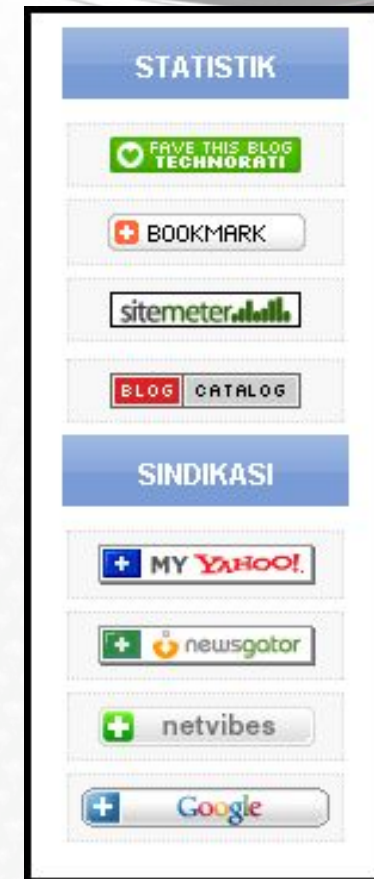 STATISTIK
FAVE THIS BLOG
TECHNORATI
BOOKMARK
sitemeter
BLOG CATALOG
SINDIKASI
MY YAHOO!
newsgator
netvibes
Google